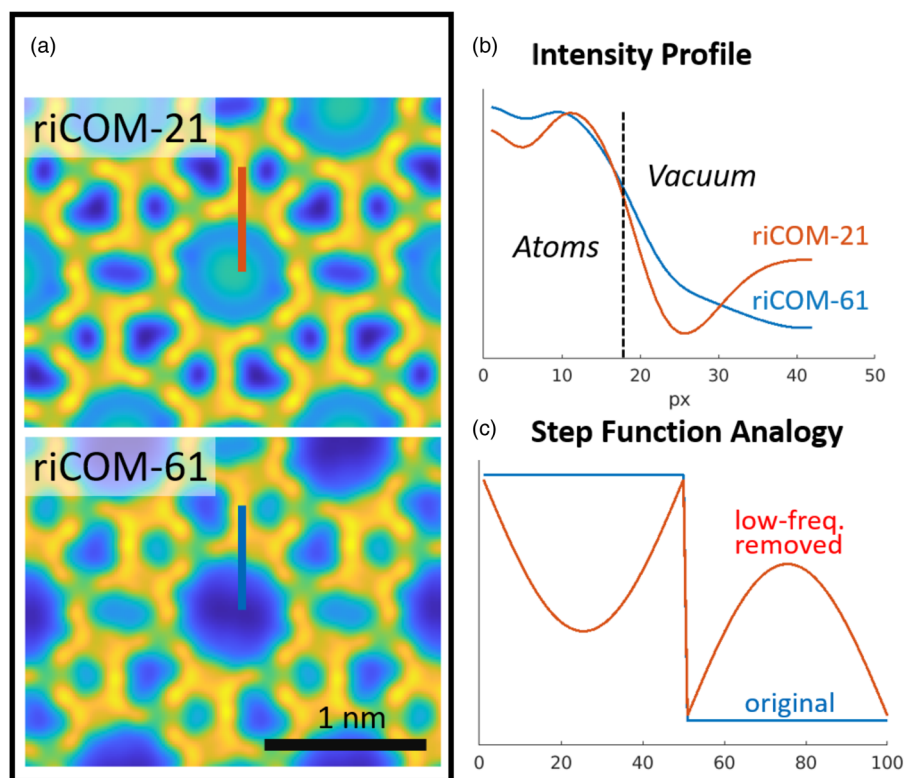 (a)
riCOM-21
riCOM-61
1 nm
(b)
Intensity Profile
Vacuum
Atoms
riCOM-21
riCOM-61
0 10 20 30 40 50
px
(c)
Step Function Analogy
low-freq.
removed
original
20 40 60 80 100